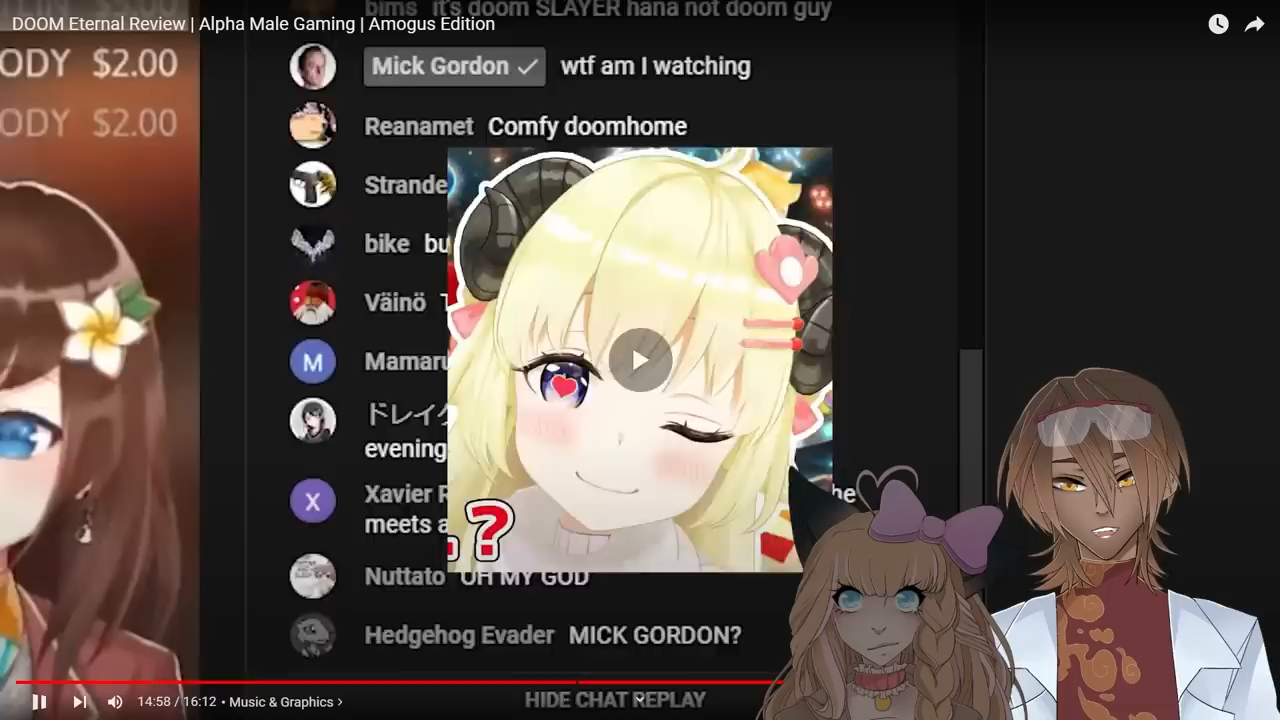 bims it's doom SLAYER hana not doom guy
DOOM Eternal Review | Alpha Male Gaming | Amogus Edition
ODY $2.00
Mick Gordon wtf am I watching
ODY $2.00
Reanamet Comfy doomhome
Strande
bike bu
Väinö
M Mamaru
ドレイク
evening
X Xavier R he
meets a
?
Nuttato OH MY GOD
Hedgehog Evader MICK GORDON?
14:58 / 16:12 • Music & Graphics
HIDE CHAT REPLAY